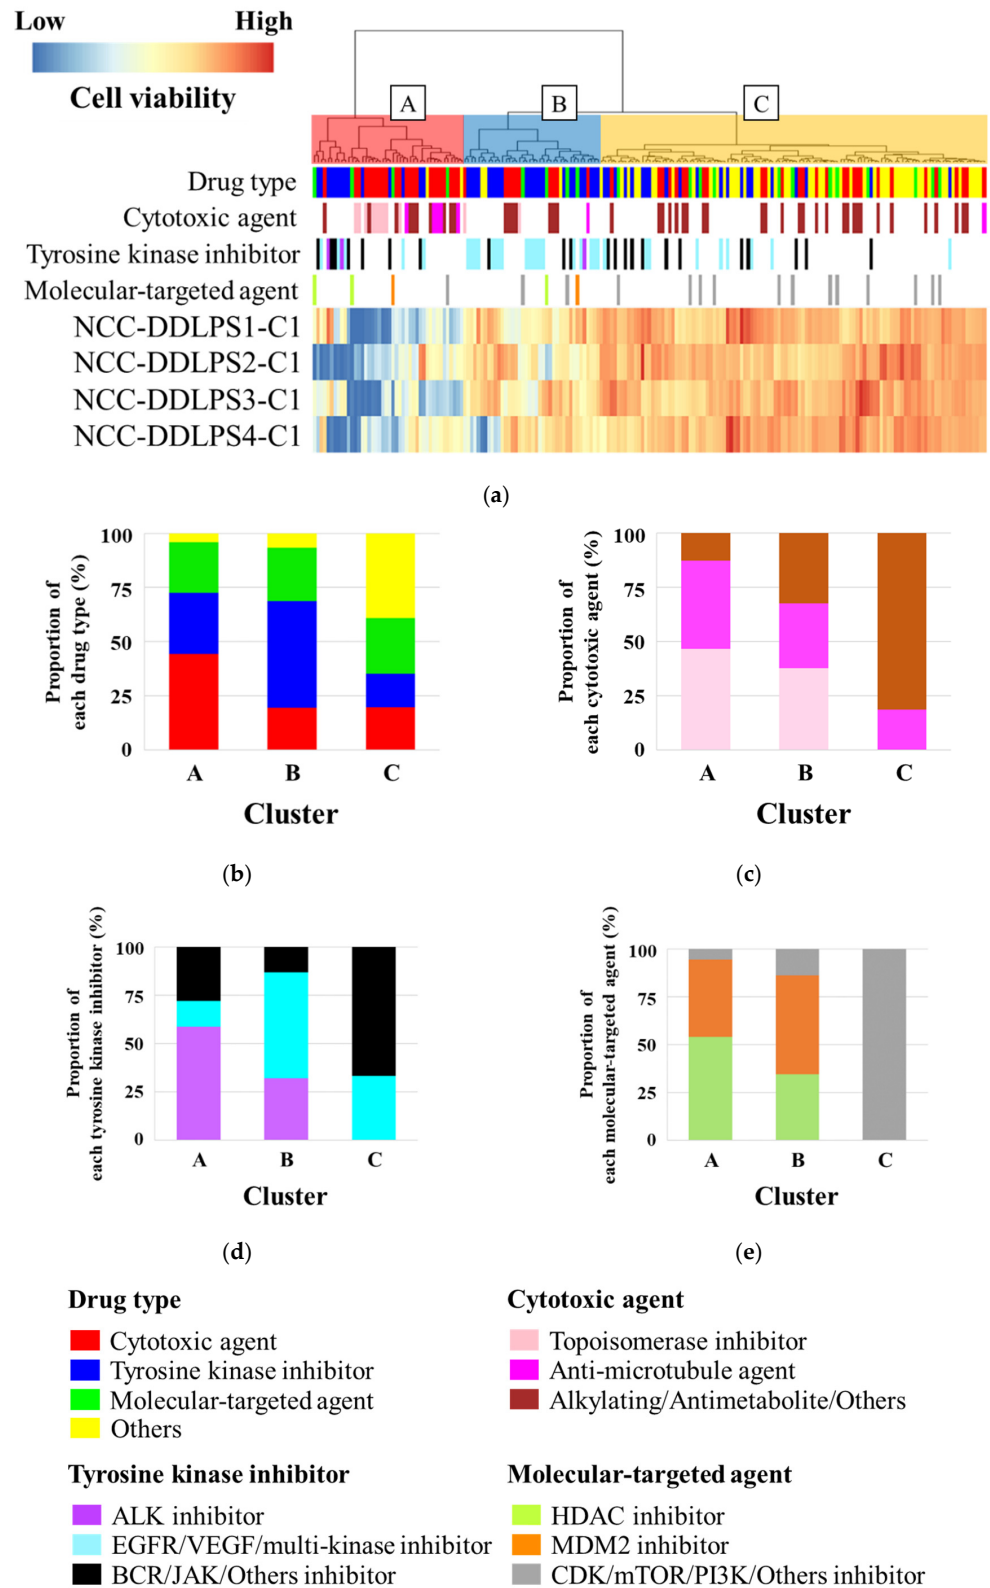 Low High
Cell viability
A B C
Drug type
Cytotoxic agent
Tyrosine kinase inhibitor
Molecular-targeted agent
NCC-DDLPS1-C1
NCC-DDLPS2-C1
NCC-DDLPS3-C1
NCC-DDLPS4-C1
(a)
Proportion of
each drug type (%)
100
75
50
25
0
A B C
Cluster
(b)
Proportion of
each cytotoxic agent (%)
100
75
50
25
0
A B C
Cluster
(c)
Proportion of
each tyrosine kinase inhibitor (%)
100
75
50
25
0
A B C
Cluster
(d)
Proportion of
each molecular-targeted agent (%)
100
75
50
25
0
A B C
Cluster
(e)
Drug type
Cytotoxic agent
Tyrosine kinase inhibitor
Molecular-targeted agent
Others
Cytotoxic agent
Topoisomerase inhibitor
Anti-microtubule agent
Alkylating/Antimetabolite/Others
Tyrosine kinase inhibitor
ALK inhibitor
EGFR/VEGF/multi-kinase inhibitor
BCR/JAK/Others inhibitor
Molecular-targeted agent
HDAC inhibitor
MDM2 inhibitor
CDK/mTOR/PI3K/Others inhibitor